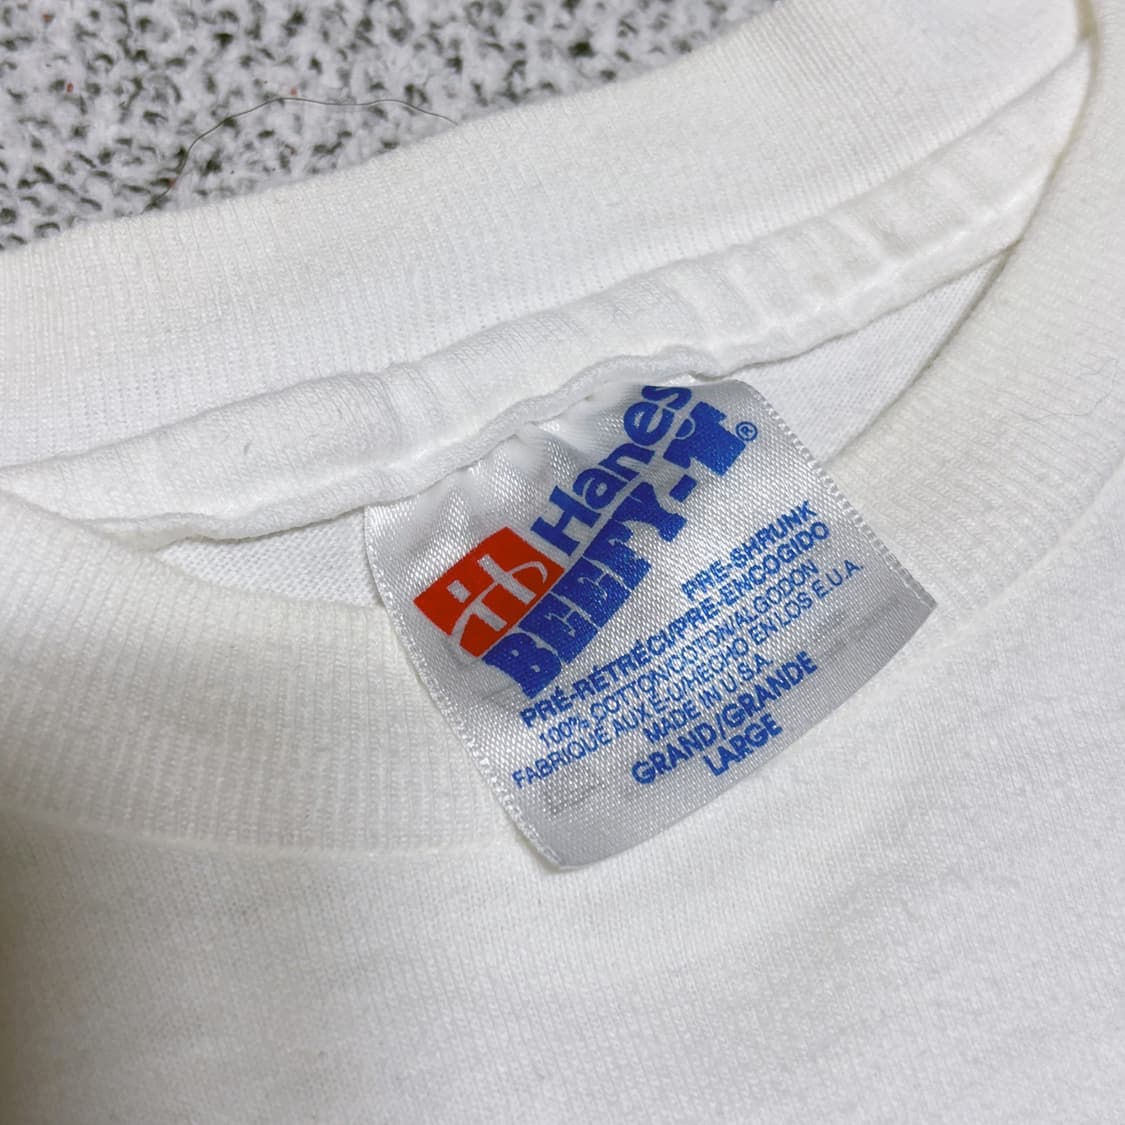 Hanes
BEEFY-T®
PRE-SHRUNK
PRÉ-RÉTRÉCI/PRE-ENCOGIDO
100% COTTON/COTON/ALGODON
FABRIQUÉ AUX É.U/HECHO EN LOS E.U.A.
MADE IN U.S.A.
GRAND/GRANDE
LARGE